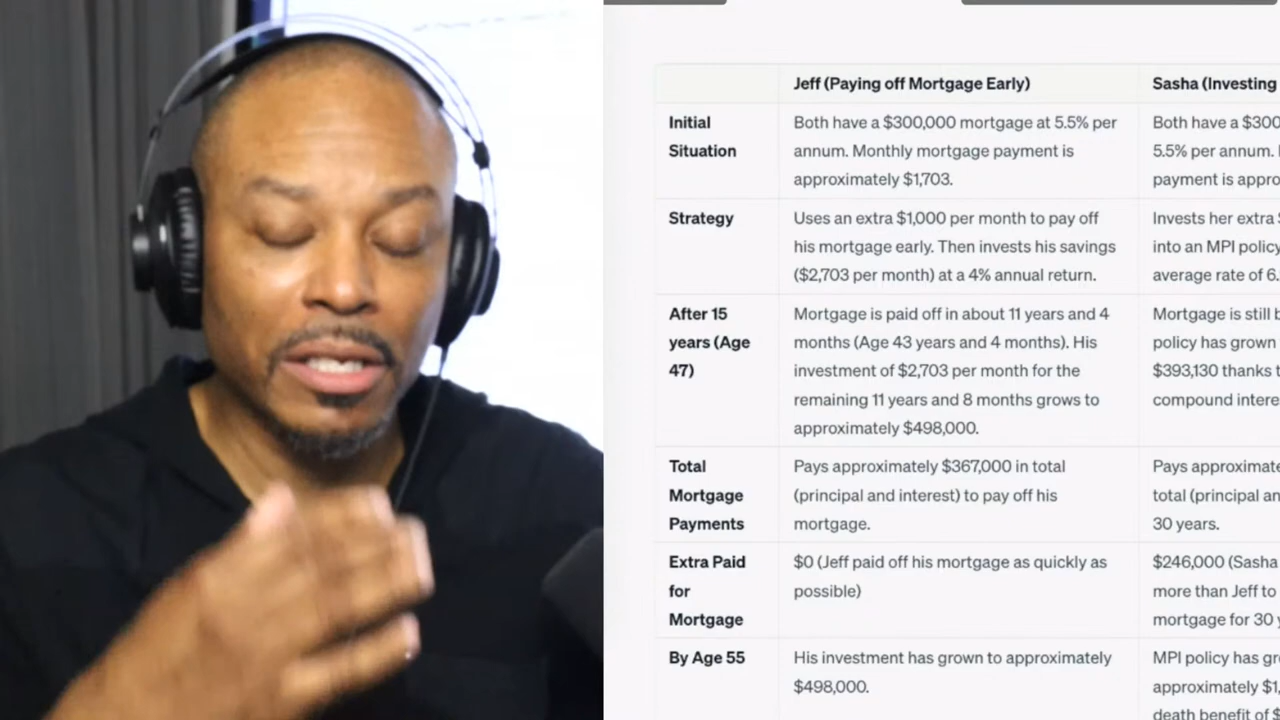 Jeff (Paying off Mortgage Early)
Sasha (Investing
Initial
Situation
Both have a $300,000 mortgage at 5.5% per
annum. Monthly mortgage payment is
approximately $1,703.
Both have a $300
5.5% per annum.
payment is appro
Strategy
Uses an extra $1,000 per month to pay off
his mortgage early. Then invests his savings
($2,703 per month) at a 4% annual return.
Invests her extra
into an MPI policy
average rate of 6.
After 15
years (Age
47)
Mortgage is paid off in about 11 years and 4
months (Age 43 years and 4 months). His
investment of $2,703 per month for the
remaining 11 years and 8 months grows to
approximately $498,000.
Mortgage is still b
policy has grown
$393,130 thanks t
compound intere
Total
Mortgage
Payments
Pays approximately $367,000 in total
(principal and interest) to pay off his
mortgage.
Pays approximate
total (principal an
30 years.
Extra Paid
for
Mortgage
$0 (Jeff paid off his mortgage as quickly as
possible)
$246,000 (Sasha
more than Jeff to
mortgage for 30 y
By Age 55
His investment has grown to approximately
$498,000.
MPI policy has gr
approximately $1,
death benefit of $